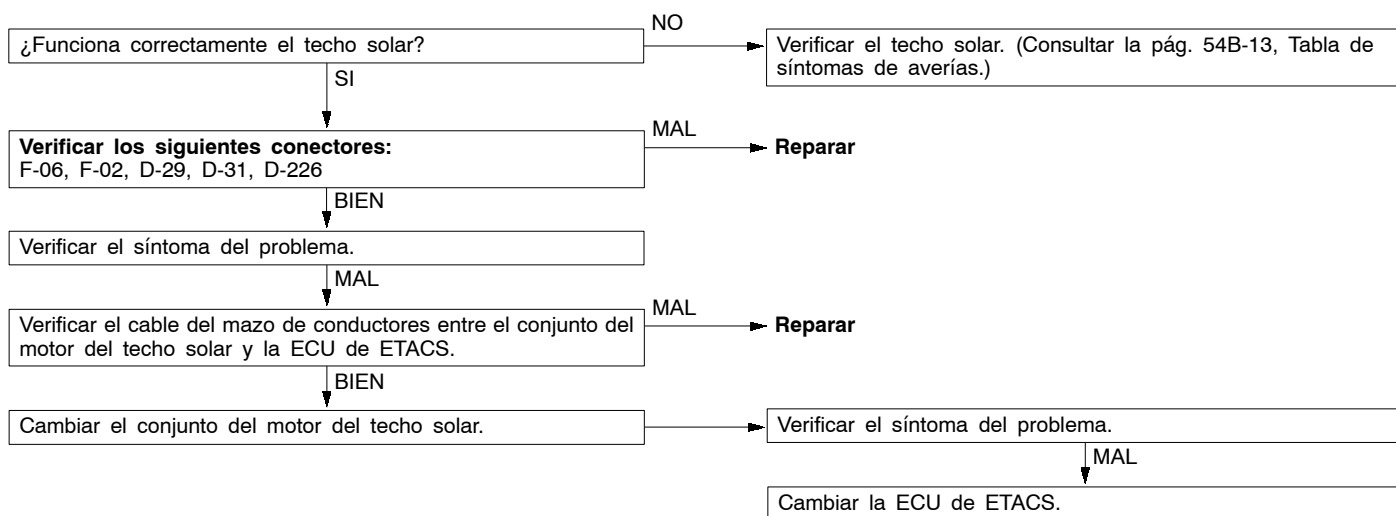 ¿Funciona correctamente el techo solar?
NO
Verificar el techo solar. (Consultar la pág. 54B-13, Tabla de
síntomas de averías.)
SI
Verificar los siguientes conectores:
F-06, F-02, D-29, D-31, D-226
MAL
Reparar
BIEN
Verificar el síntoma del problema.
MAL
Verificar el cable del mazo de conductores entre el conjunto del
motor del techo solar y la ECU de ETACS.
MAL
Reparar
BIEN
Cambiar el conjunto del motor del techo solar.
Verificar el síntoma del problema.
MAL
Cambiar la ECU de ETACS.